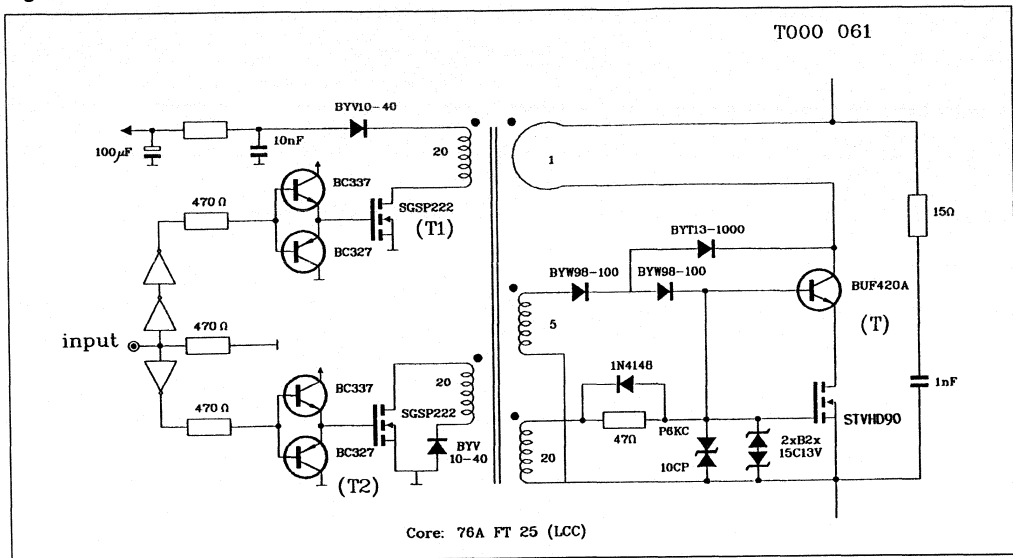 T000 061
BYV10-40
100μF
10nF
20
1
BC337
470 Ω
SGSP222
(T1)
BC327
15Ω
BYT13-1000
BYW98-100
BYW98-100
BUF420A
(T)
5
470 Ω
input
1N4148
1nF
BC337
20
470 Ω
SGSP222
STVHD90
47Ω
P6KC
2xB2x
15C13V
BYV
10-40
20
10CP
BC327
(T2)
Core: 76A FT 25 (LCC)